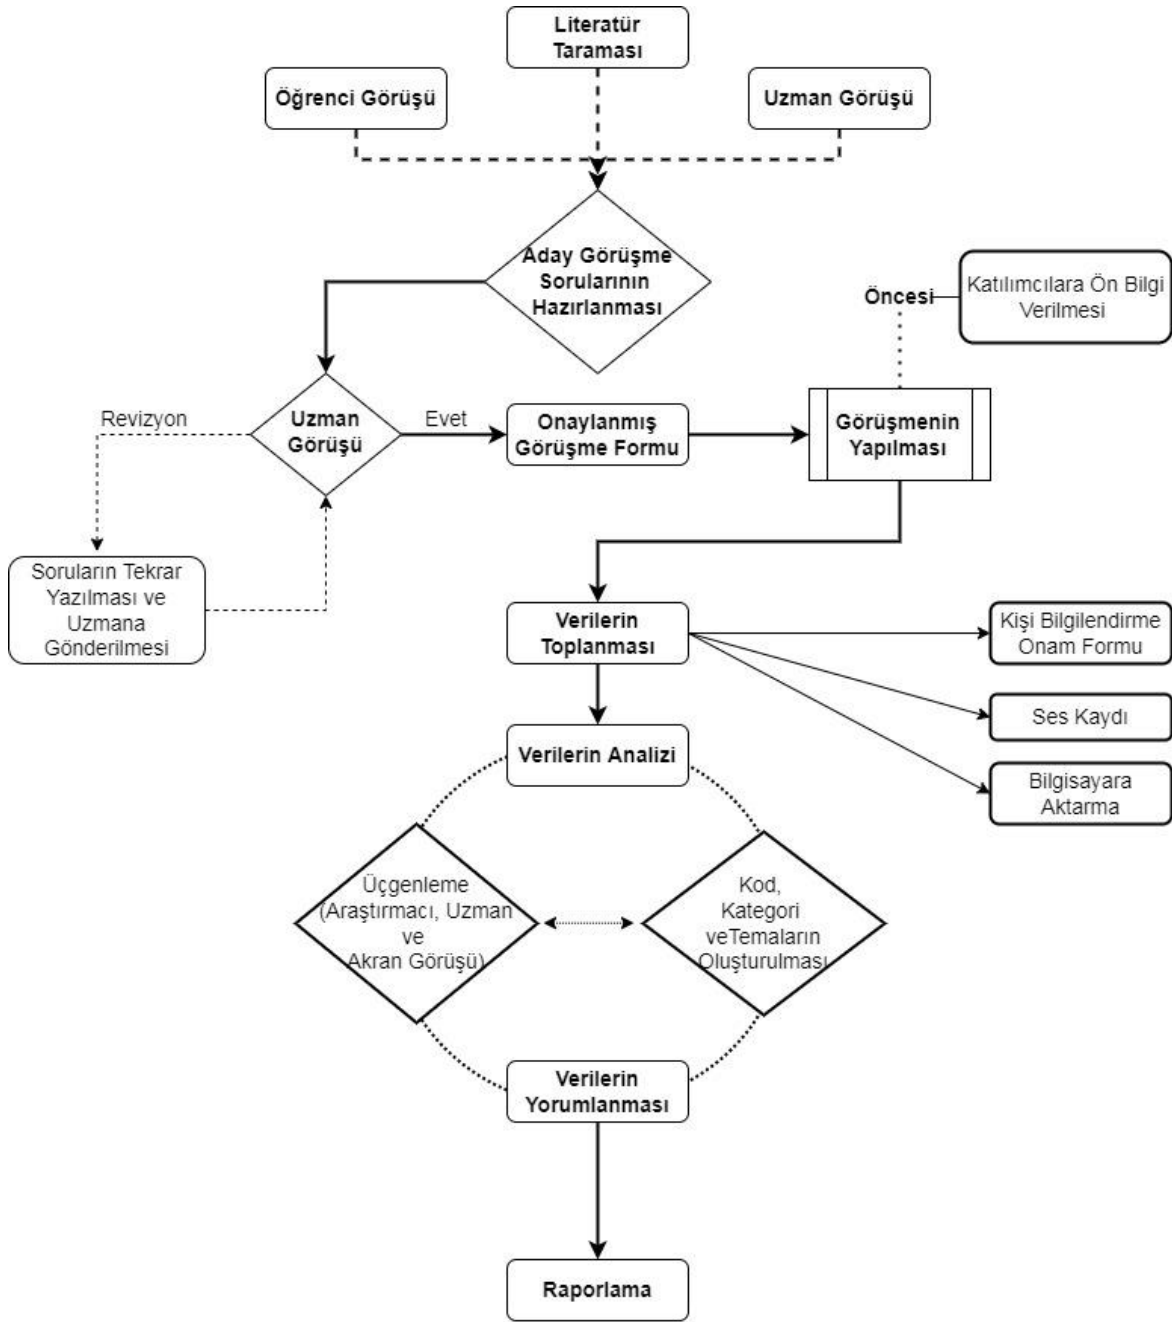 Literatür
Taraması
Öğrenci Görüşü
Uzman Görüşü
Aday Görüşme
Sorularının
Hazırlanması
Öncesi
Katılımcılara Ön Bilgi
Verilmesi
Revizyon
Uzman
Görüşü
Evet
Onaylanmış
Görüşme Formu
Görüşmenin
Yapılması
Soruların Tekrar
Yazılması ve
Uzmana
Gönderilmesi
Verilerin
Toplanması
Kişi Bilgilendirme
Onam Formu
Ses Kaydı
Bilgisayara
Aktarma
Verilerin Analizi
Üçgenleme
(Araştırmacı, Uzman
ve
Akran Görüşü)
Kod,
Kategori
veTemaların
Oluşturulması
Verilerin
Yorumlanması
Raporlama